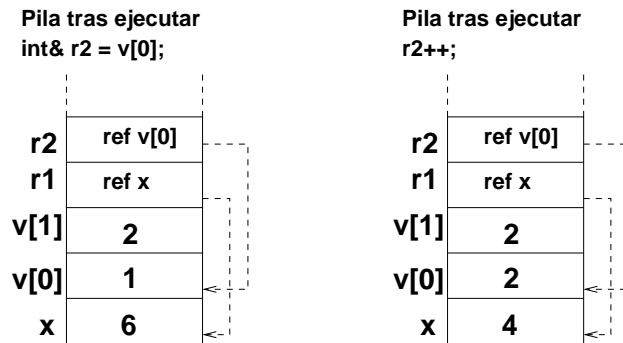 Pila tras ejecutar
int& r2 = v[0];
r2 ref v[0]
r1 ref x
v[1] 2
v[0] 1
x 6
Pila tras ejecutar
r2++;
r2 ref v[0]
r1 ref x
v[1] 2
v[0] 2
x 4